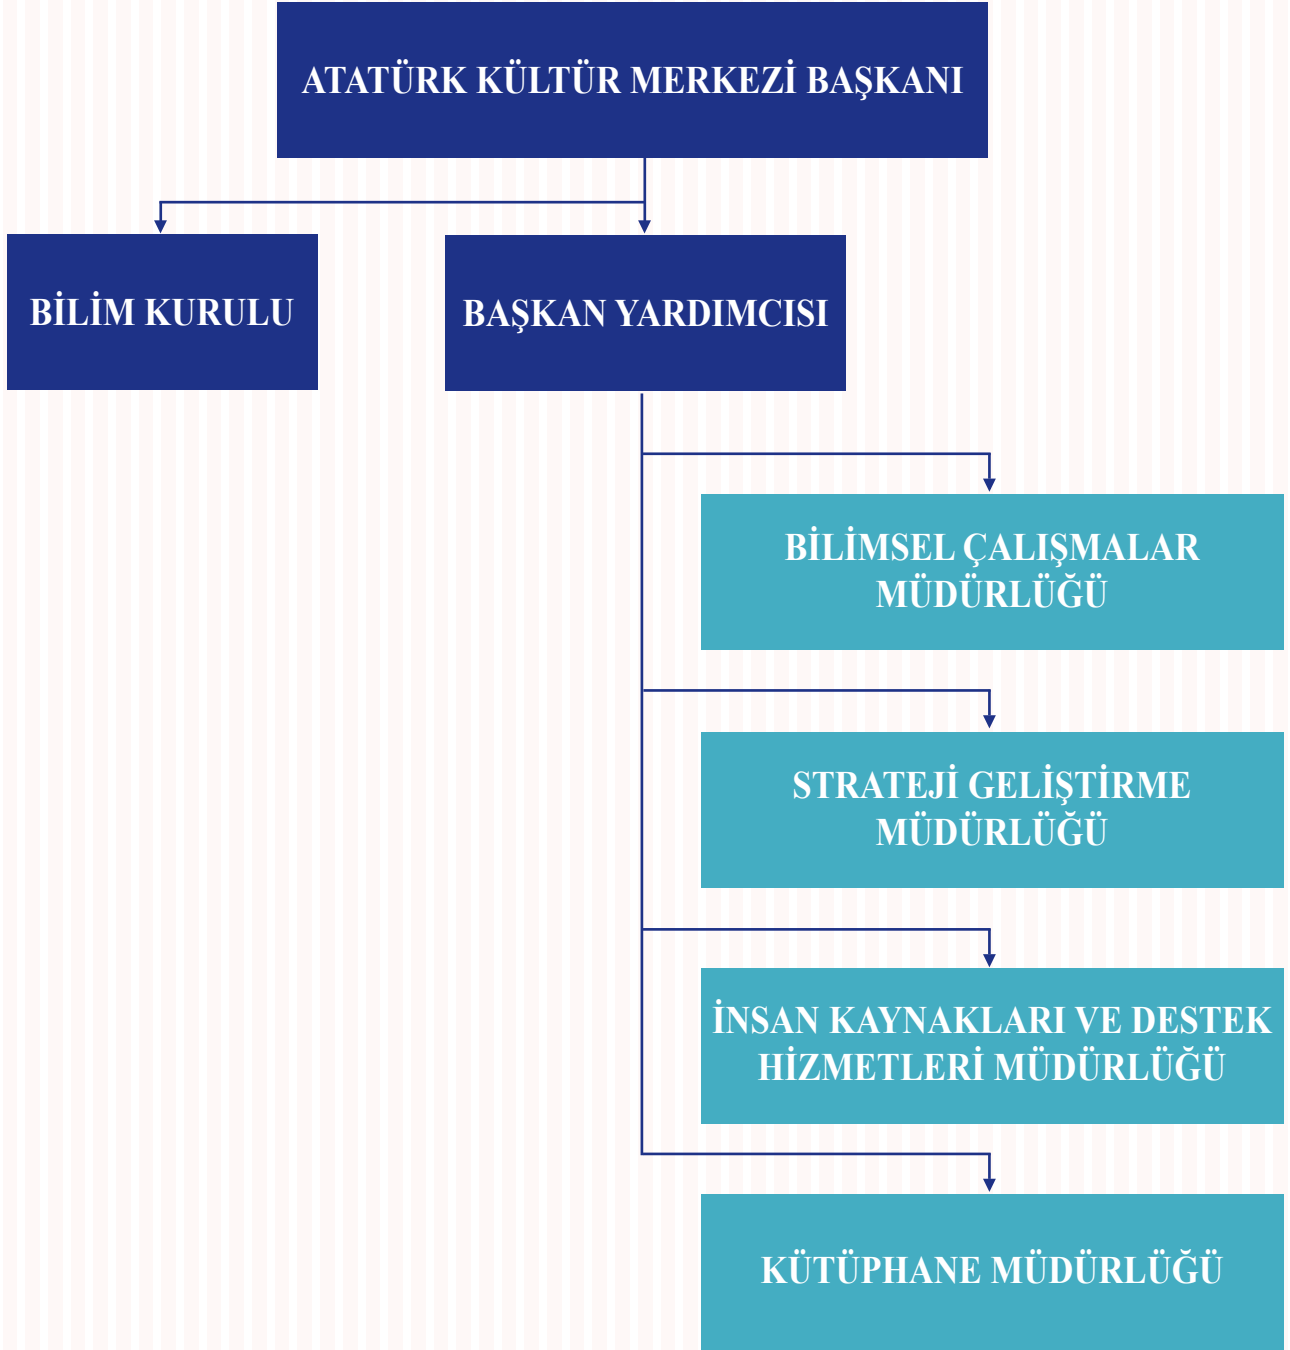 ATATÜRK KÜLTÜR MERKEZİ BAŞKANI
BİLİM KURULU
BAŞKAN YARDIMCISI
BİLİMSEL ÇALIŞMALAR
MÜDÜRLÜĞÜ
STRATEJİ GELİŞTİRME
MÜDÜRLÜĞÜ
İNSAN KAYNAKLARI VE DESTEK
HİZMETLERİ MÜDÜRLÜĞÜ
KÜTÜPHANE MÜDÜRLÜĞÜ